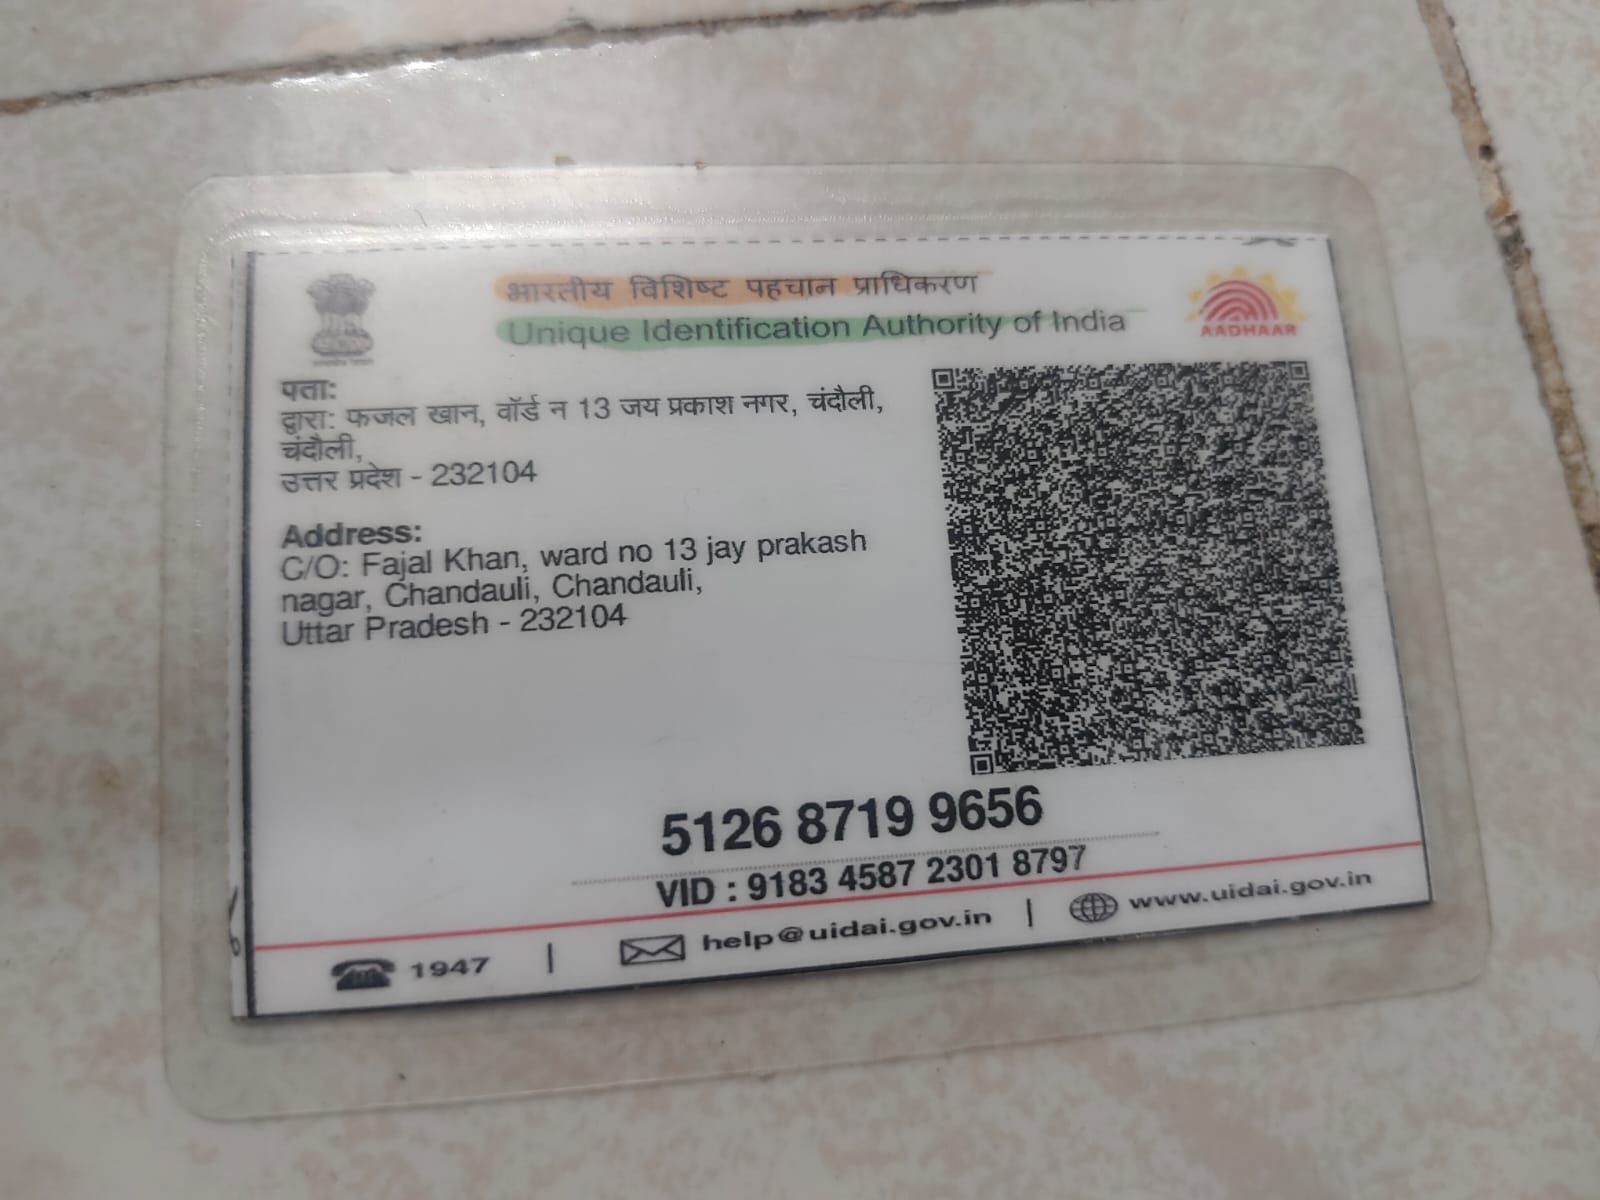 भारतीय विशिष्ट पहचान प्राधिकरण
Unique Identification Authority of India
AADHAAR
पता:
द्वारा: फजल खान, वॉर्ड न 13 जय प्रकाश नगर, चंदौली,
चंदौली,
उत्तर प्रदेश - 232104
Address:
C/O: Fajal Khan, ward no 13 jay prakash
nagar, Chandauli, Chandauli,
Uttar Pradesh - 232104
5126 8719 9656
VID : 9183 4587 2301 8797
1947 | help@uidai.gov.in | www.uidai.gov.in